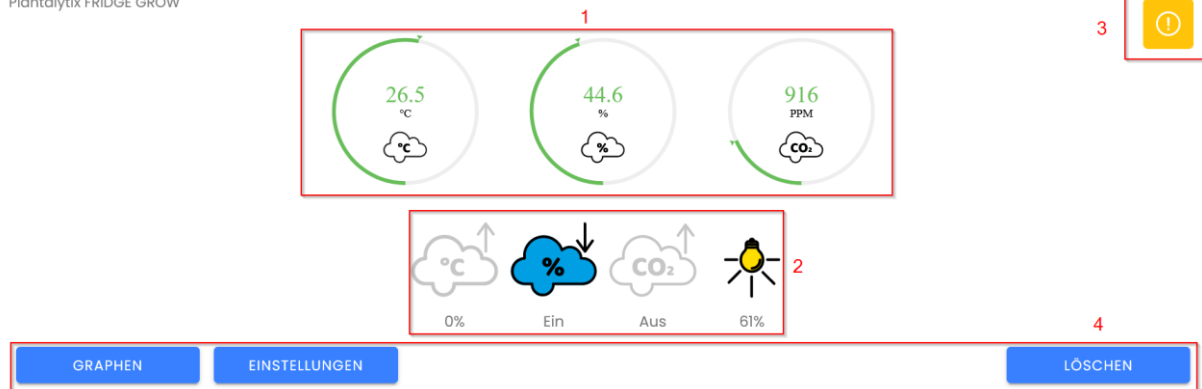 Plantalytix FRIDGE GROW
1
3
26.5
°C
°C
44.6
%
%
916
PPM
CO₂
°C
%
CO₂
2
0%
Ein
Aus
61%
4
GRAPHEN
EINSTELLUNGEN
LÖSCHEN